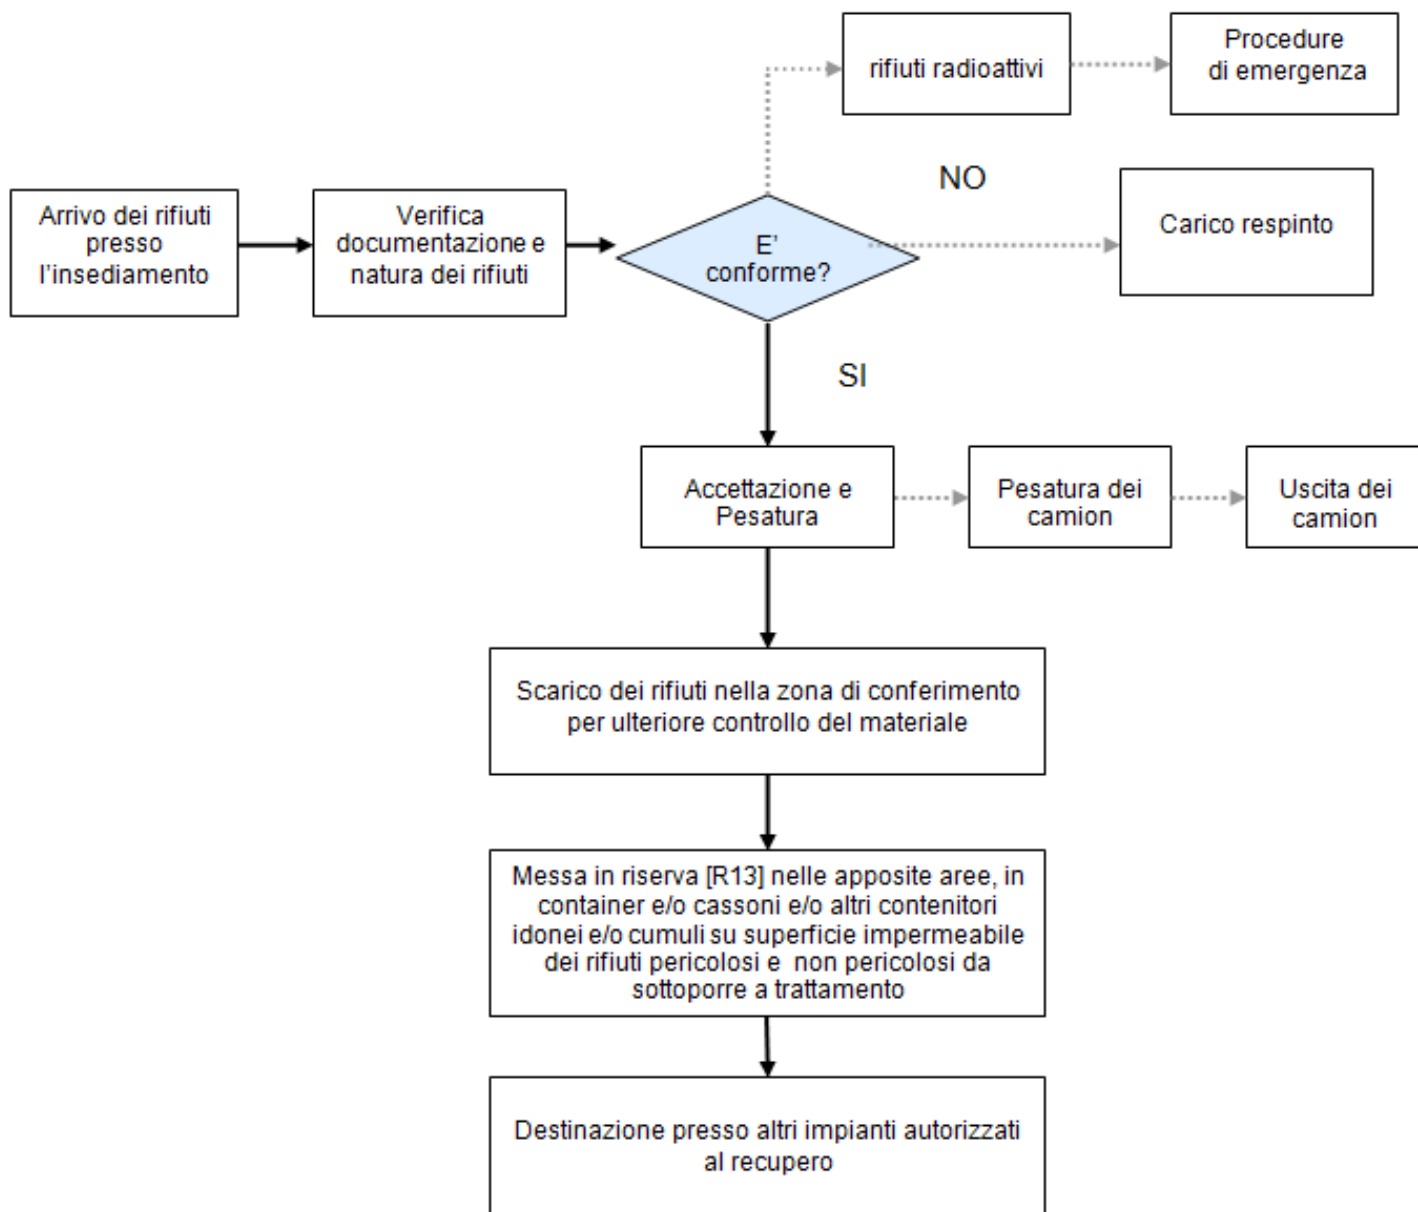 rifiuti radioattivi
Procedure
di emergenza
NO
Arrivo dei rifiuti
presso
l'insediamento
Verifica
documentazione e
natura dei rifiuti
E'
conforme?
Carico respinto
SI
Accettazione e
Pesatura
Pesatura dei
camion
Uscita dei
camion
Scarico dei rifiuti nella zona di conferimento
per ulteriore controllo del materiale
Messa in riserva [R13] nelle apposite aree, in
container e/o cassoni e/o altri contenitori
idonei e/o cumuli su superficie impermeabile
dei rifiuti pericolosi e non pericolosi da
sottoporre a trattamento
Destinazione presso altri impianti autorizzati
al recupero